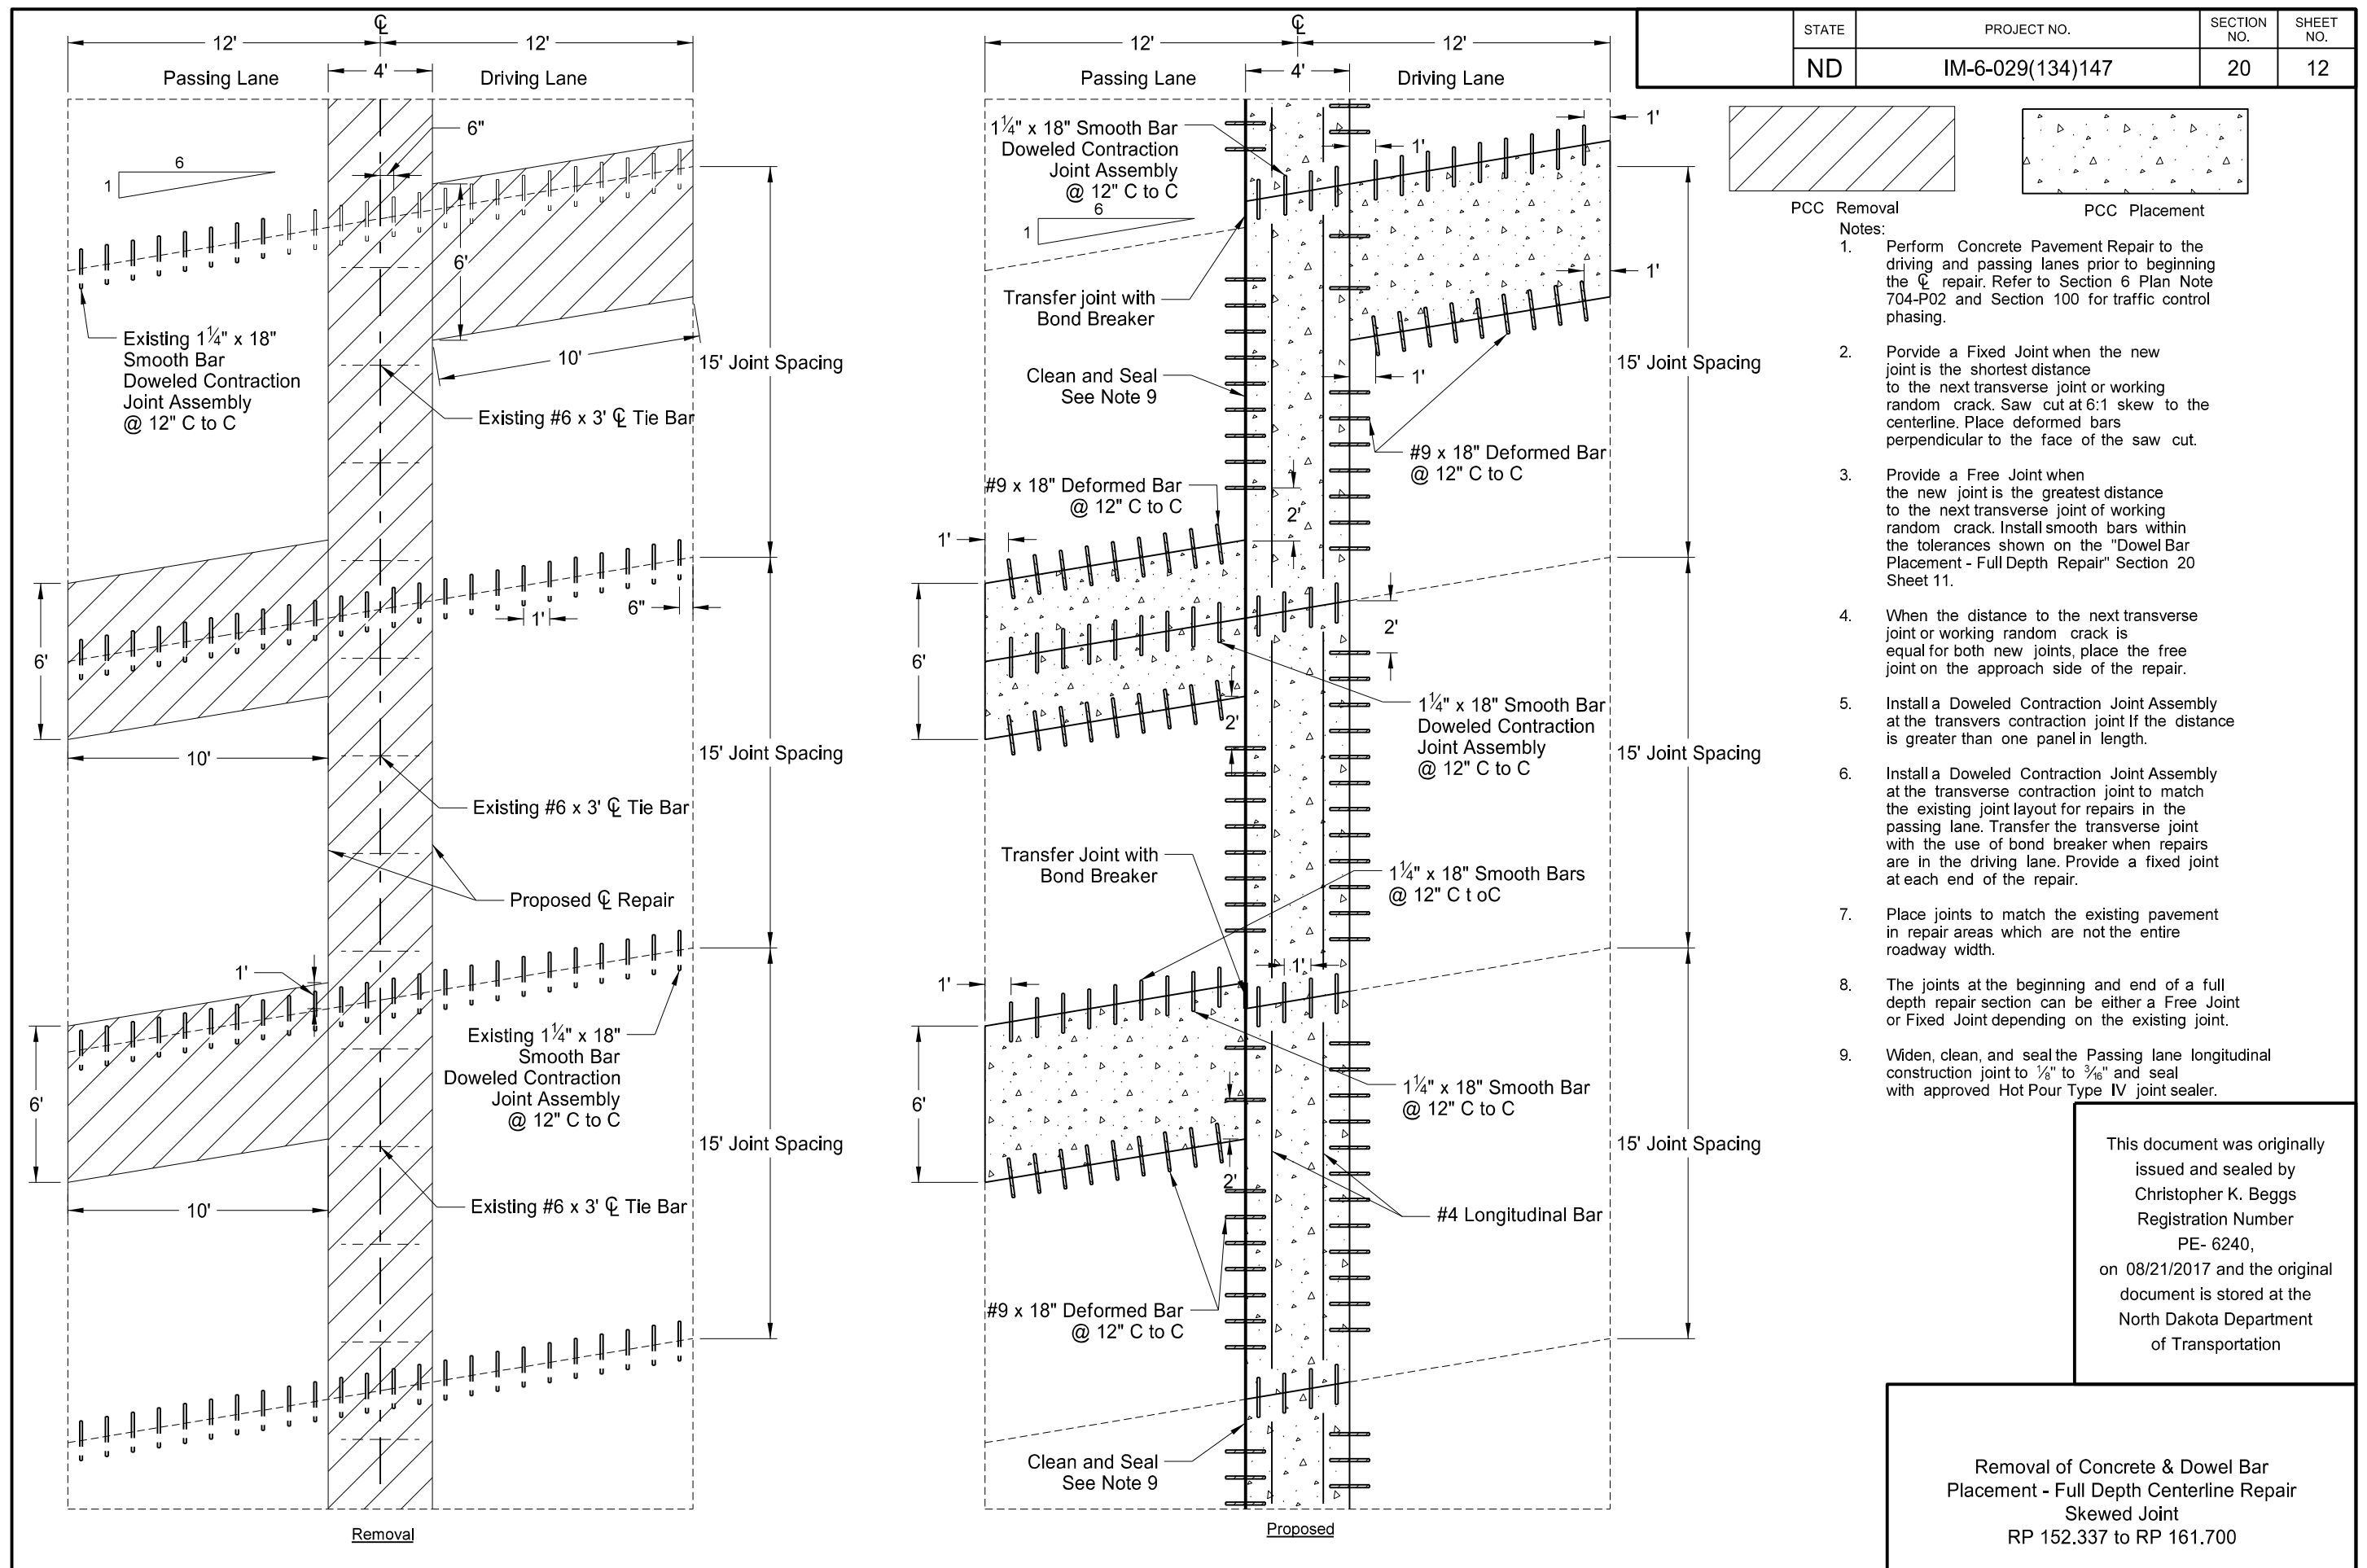 STATE
PROJECT NO.
SECTION
NO.
SHEET
NO.
ND
IM-6-029(134)147
20
12
℄
12'
12'
Passing Lane
4'
Driving Lane
6"
6
1
6'
Existing 1¼" x 18"
Smooth Bar
Doweled Contraction
Joint Assembly
@ 12" C to C
10'
15' Joint Spacing
Existing #6 x 3' ℄ Tie Bar
6"
1'
6'
10'
15' Joint Spacing
Existing #6 x 3' ℄ Tie Bar
Proposed ℄ Repair
1'
Existing 1¼" x 18"
Smooth Bar
Doweled Contraction
Joint Assembly
@ 12" C to C
6'
15' Joint Spacing
10'
Existing #6 x 3' ℄ Tie Bar
Removal
℄
12'
12'
Passing Lane
4'
Driving Lane
1¼" x 18" Smooth Bar
Doweled Contraction
Joint Assembly
@ 12" C to C
1'
1'
6
1
1'
Transfer joint with
Bond Breaker
15' Joint Spacing
Clean and Seal
See Note 9
1'
#9 x 18" Deformed Bar
@ 12" C to C
#9 x 18" Deformed Bar
@ 12" C to C
2'
1'
2'
6'
1¼" x 18" Smooth Bar
Doweled Contraction
Joint Assembly
@ 12" C to C
2'
15' Joint Spacing
Transfer Joint with
Bond Breaker
1¼" x 18" Smooth Bars
@ 12" C t oC
1'
1'
6'
1¼" x 18" Smooth Bar
@ 12" C to C
15' Joint Spacing
2'
#4 Longitudinal Bar
#9 x 18" Deformed Bar
@ 12" C to C
Clean and Seal
See Note 9
Proposed
PCC Removal
PCC Placement
Notes:
1. Perform Concrete Pavement Repair to the
driving and passing lanes prior to beginning
the ℄ repair. Refer to Section 6 Plan Note
704-P02 and Section 100 for traffic control
phasing.
2. Porvide a Fixed Joint when the new
joint is the shortest distance
to the next transverse joint or working
random crack. Saw cut at 6:1 skew to the
centerline. Place deformed bars
perpendicular to the face of the saw cut.
3. Provide a Free Joint when
the new joint is the greatest distance
to the next transverse joint of working
random crack. Install smooth bars within
the tolerances shown on the "Dowel Bar
Placement - Full Depth Repair" Section 20
Sheet 11.
4. When the distance to the next transverse
joint or working random crack is
equal for both new joints, place the free
joint on the approach side of the repair.
5. Install a Doweled Contraction Joint Assembly
at the transvers contraction joint If the distance
is greater than one panel in length.
6. Install a Doweled Contraction Joint Assembly
at the transverse contraction joint to match
the existing joint layout for repairs in the
passing lane. Transfer the transverse joint
with the use of bond breaker when repairs
are in the driving lane. Provide a fixed joint
at each end of the repair.
7. Place joints to match the existing pavement
in repair areas which are not the entire
roadway width.
8. The joints at the beginning and end of a full
depth repair section can be either a Free Joint
or Fixed Joint depending on the existing joint.
9. Widen, clean, and seal the Passing lane longitudinal
construction joint to ⅛" to 3⁄16" and seal
with approved Hot Pour Type IV joint sealer.
This document was originally
issued and sealed by
Christopher K. Beggs
Registration Number
PE- 6240,
on 08/21/2017 and the original
document is stored at the
North Dakota Department
of Transportation
Removal of Concrete & Dowel Bar
Placement - Full Depth Centerline Repair
Skewed Joint
RP 152.337 to RP 161.700